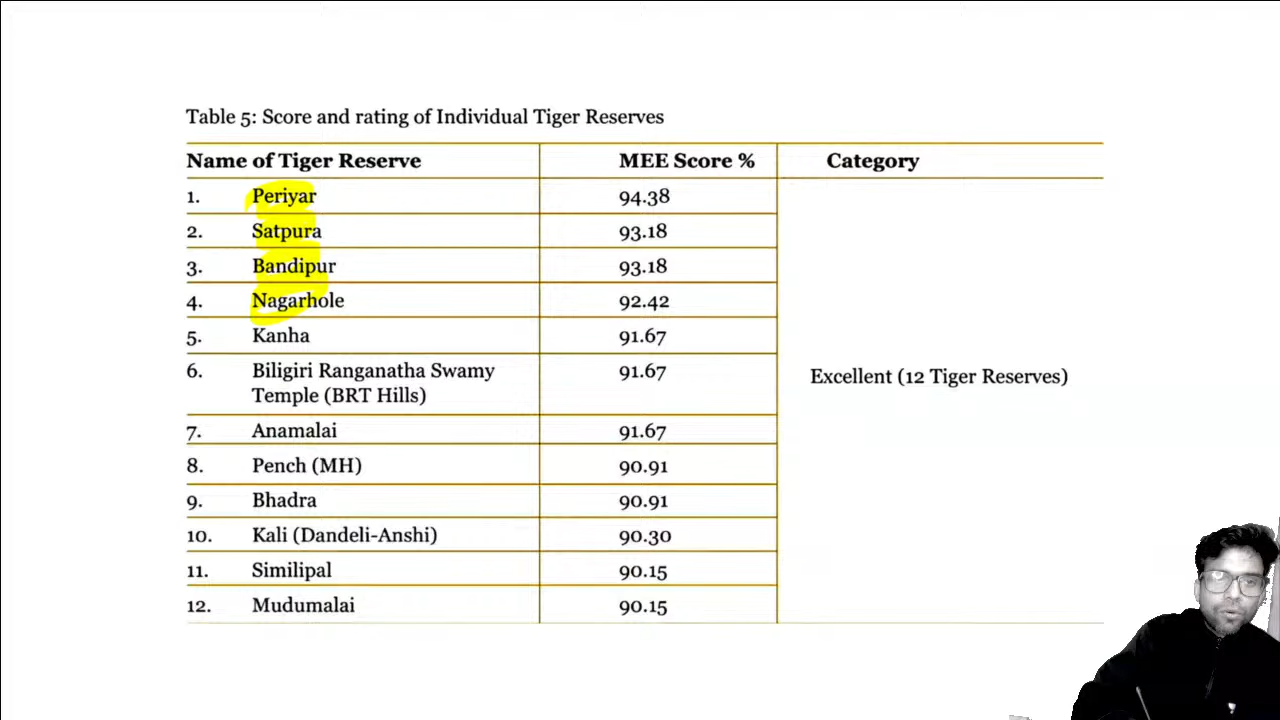 Table 5: Score and rating of Individual Tiger Reserves
Name of Tiger Reserve MEE Score % Category
1. Periyar 94.38
2. Satpura 93.18
3. Bandipur 93.18
4. Nagarhole 92.42
5. Kanha 91.67
6. Biligiri Ranganatha Swamy 91.67
Temple (BRT Hills)
Excellent (12 Tiger Reserves)
7. Anamalai 91.67
8. Pench (MH) 90.91
9. Bhadra 90.91
10. Kali (Dandeli-Anshi) 90.30
11. Similipal 90.15
12. Mudumalai 90.15